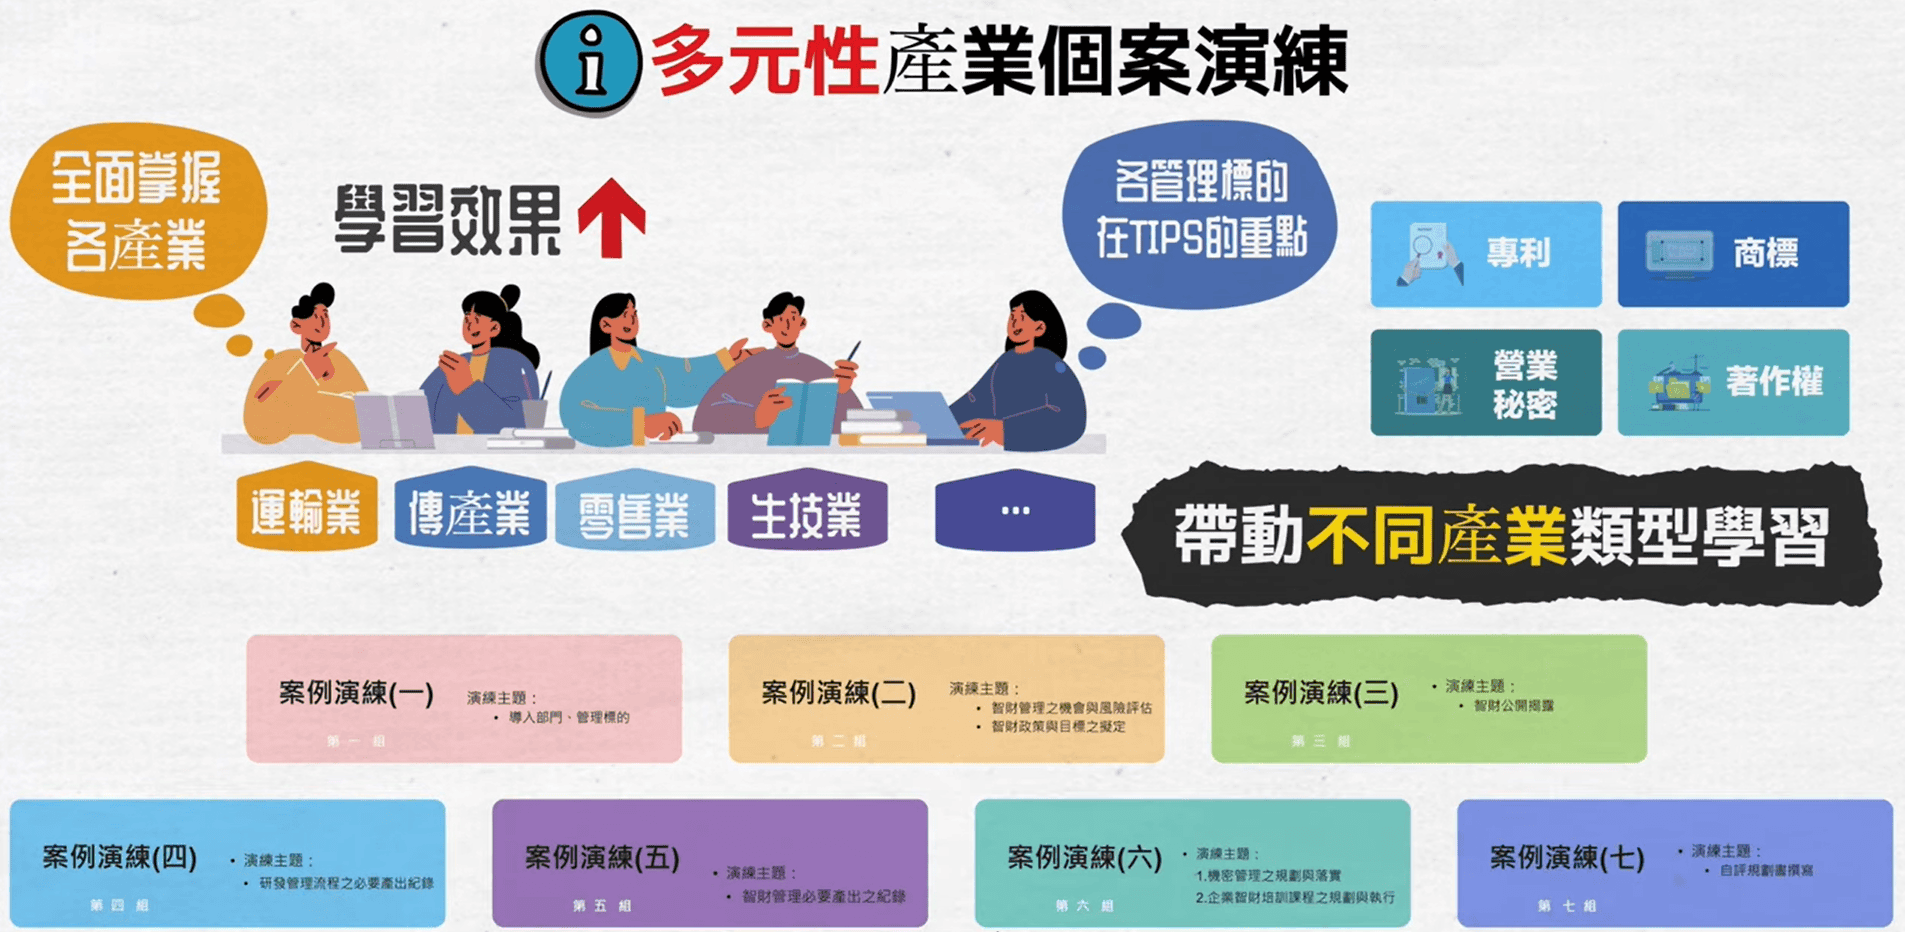 多元性產業個案演練
全面掌握
各產業
學習效果
各管理標的
在TIPS的重點
專利
商標
營業
秘密
著作權
運輸業
傳產業
零售業
生技業
...
帶動不同產業類型學習
案例演練(一)
演練主題：
• 導入部門、管理標的
第一組
案例演練(二)
演練主題：
• 智財管理之機會與風險評估
• 智財政策與目標之擬定
第二組
案例演練(三)
• 演練主題：
• 智財公開揭露
第三組
案例演練(四)
• 演練主題：
• 研發管理流程之必要產出紀錄
第四組
案例演練(五)
• 演練主題：
• 智財管理必要產出之紀錄
第五組
案例演練(六)
• 演練主題：
1.機密管理之規劃與落實
2.企業智財培訓課程之規劃與執行
第六組
案例演練(七)
• 演練主題：
• 自評規劃書撰寫
第七組